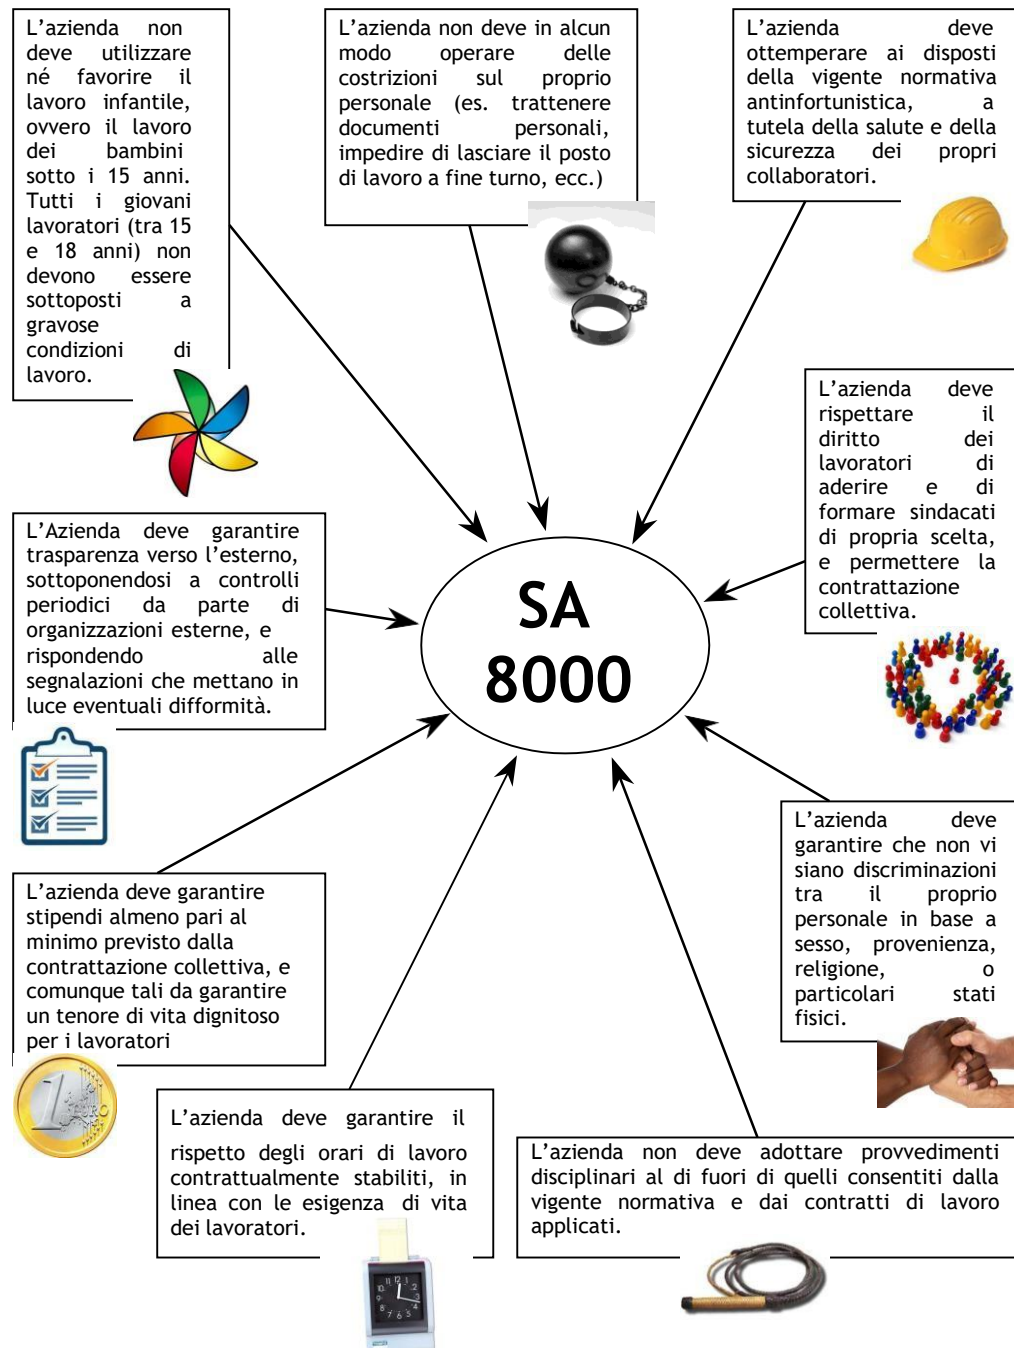 L'azienda non
deve utilizzare
né favorire il
lavoro infantile,
ovvero il lavoro
dei bambini
sotto i 15 anni.
Tutti i giovani
lavoratori (tra 15
e 18 anni) non
devono essere
sottoposti a
gravose
condizioni di
lavoro.
L'azienda non deve in alcun
modo operare delle
costrizioni sul proprio
personale (es. trattenere
documenti personali,
impedire di lasciare il posto
di lavoro a fine turno, ecc.)
L'azienda deve
ottemperare ai disposti
della vigente normativa
antinfortunistica, a
tutela della salute e della
sicurezza dei propri
collaboratori.
L'azienda deve
rispettare il
diritto dei
lavoratori di
aderire e di
formare sindacati
di propria scelta,
e permettere la
contrattazione
collettiva.
L'Azienda deve garantire
trasparenza verso l'esterno,
sottoponendosi a controlli
periodici da parte di
organizzazioni esterne, e
rispondendo alle
segnalazioni che mettano in
luce eventuali difformità.
SA
8000
L'azienda deve
garantire che non vi
siano discriminazioni
tra il proprio
personale in base a
sesso, provenienza,
religione, o
particolari stati
fisici.
L'azienda deve garantire
stipendi almeno pari al
minimo previsto dalla
contrattazione collettiva, e
comunque tali da garantire
un tenore di vita dignitoso
per i lavoratori
1 EURO
L'azienda deve garantire il
rispetto degli orari di lavoro
contrattualmente stabiliti, in
linea con le esigenza di vita
dei lavoratori.
L'azienda non deve adottare provvedimenti
disciplinari al di fuori di quelli consentiti dalla
vigente normativa e dai contratti di lavoro
applicati.